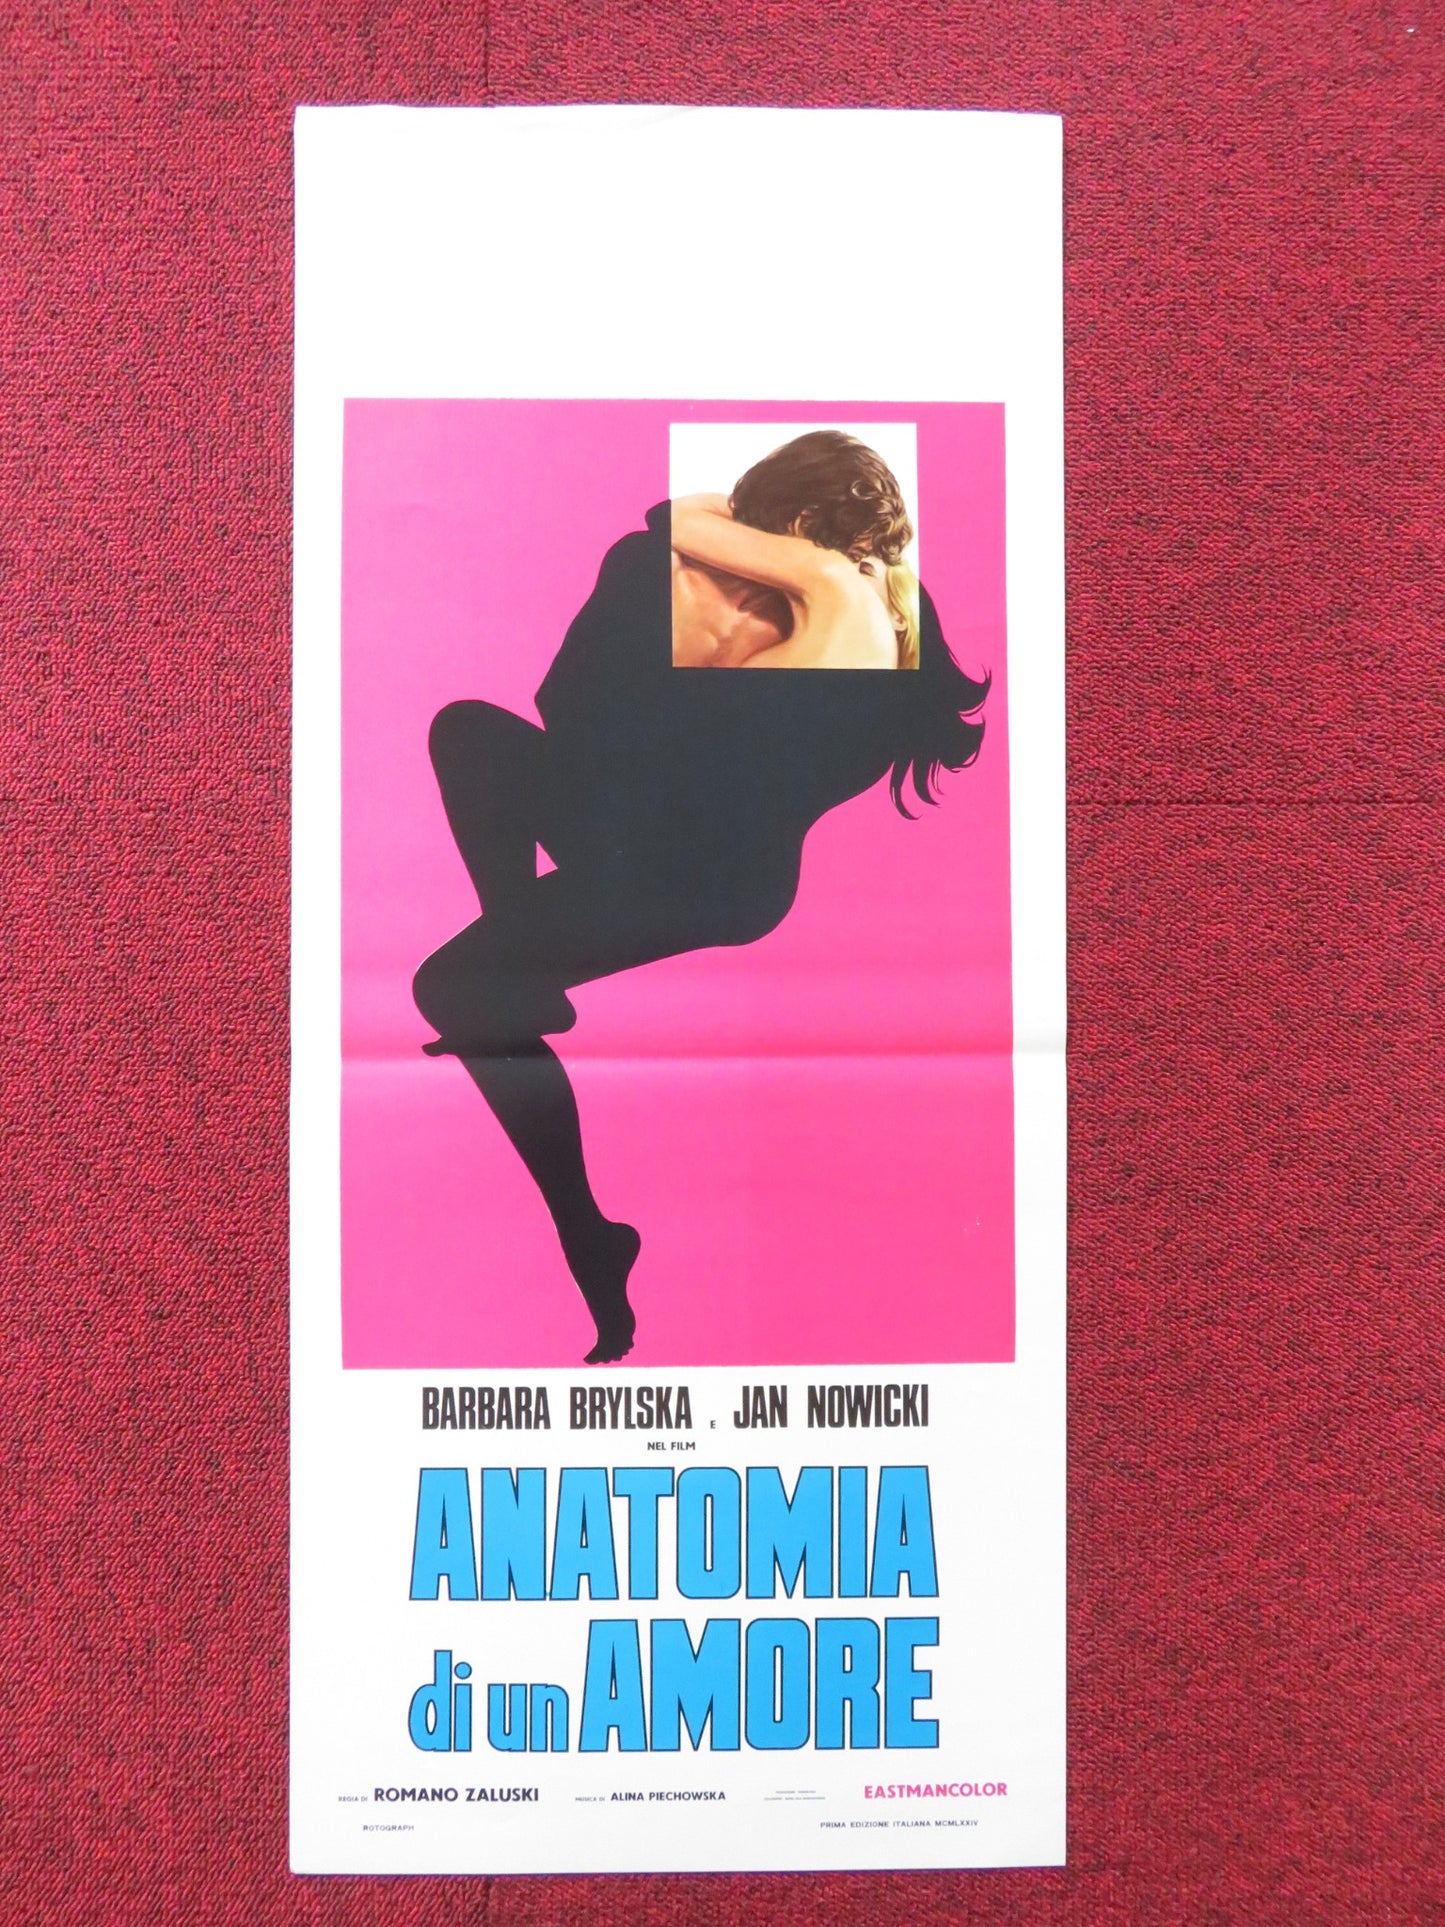 BARBARA BRYLSKA E JAN NOWICKI
NEL FILM
ANATOMIA
di un AMORE
REGIA DI ROMANO ZALUSKI MUSICA DI ALINA PIECHOWSKA EASTMANCOLOR
ROTOGRAPH PRIMA EDIZIONE ITALIANA MCMLXXIV